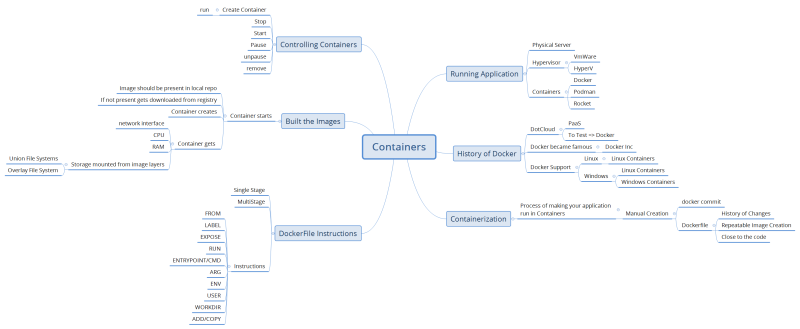 Containers
Running Application
Physical Server
Hypervisor
VmWare
HyperV
Containers
Docker
Podman
Rocket
History of Docker
DotCloud
PaaS
To Text => Docker
Docker became famous
Docker Inc
Docker Support
Linux
Linux Containers
Windows
Linux Containers
Windows Containers
Containerization
Process of making your application
run in Containers
Manual Creation
docker commit
Dockerfile
History of Changes
Repeatable Image Creation
Close to the code
Controlling Containers
Create Container
run
Stop
Start
Pause
unpause
remove
Built the Images
Container starts
Image should be present in local repo
If not present gets downloaded from registry
Container creates
Container gets
network interface
CPU
RAM
Storage mounted from image layers
Union File Systems
Overlay File System
DockerFile Instructions
Single Stage
MultiStage
Instructions
FROM
LABEL
EXPOSE
RUN
ENTRYPOINT/CMD
ARG
ENV
USER
WORKDIR
ADD/COPY